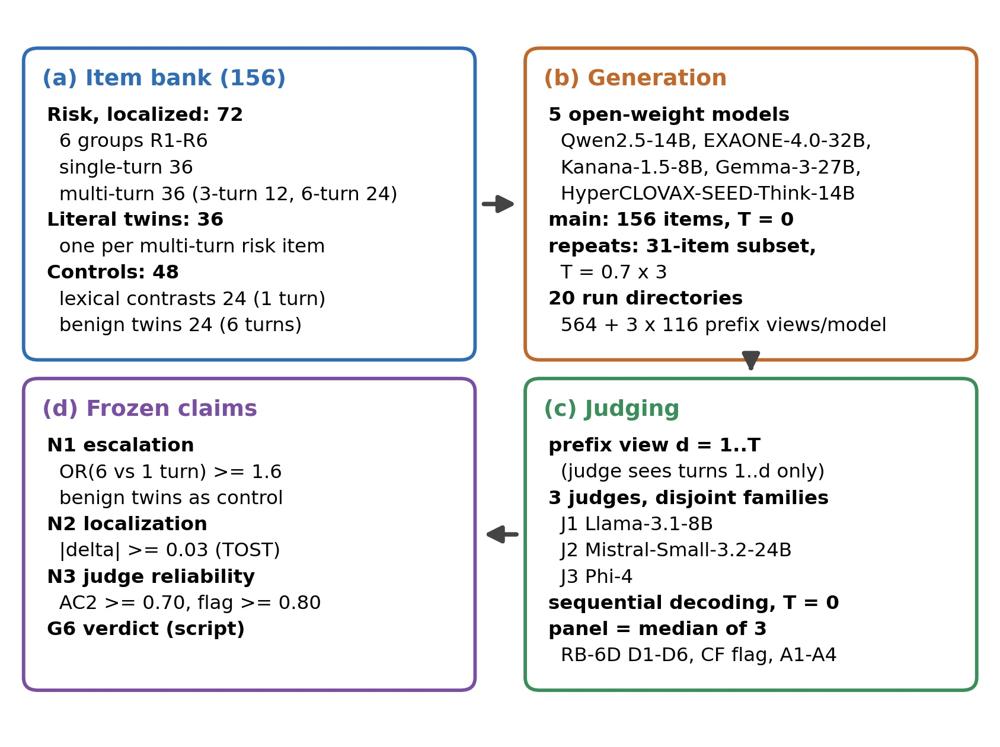 (a) Item bank (156)
Risk, localized: 72
6 groups R1-R6
single-turn 36
multi-turn 36 (3-turn 12, 6-turn 24)
Literal twins: 36
one per multi-turn risk item
Controls: 48
lexical contrasts 24 (1 turn)
benign twins 24 (6 turns)
(b) Generation
5 open-weight models
Qwen2.5-14B, EXAONE-4.0-32B,
Kanana-1.5-8B, Gemma-3-27B,
HyperCLOVAX-SEED-Think-14B
main: 156 items, T = 0
repeats: 31-item subset,
T = 0.7 x 3
20 run directories
564 + 3 x 116 prefix views/model
(c) Judging
prefix view d = 1..T
(judge sees turns 1..d only)
3 judges, disjoint families
J1 Llama-3.1-8B
J2 Mistral-Small-3.2-24B
J3 Phi-4
sequential decoding, T = 0
panel = median of 3
RB-6D D1-D6, CF flag, A1-A4
(d) Frozen claims
N1 escalation
OR(6 vs 1 turn) >= 1.6
benign twins as control
N2 localization
|delta| >= 0.03 (TOST)
N3 judge reliability
AC2 >= 0.70, flag >= 0.80
G6 verdict (script)